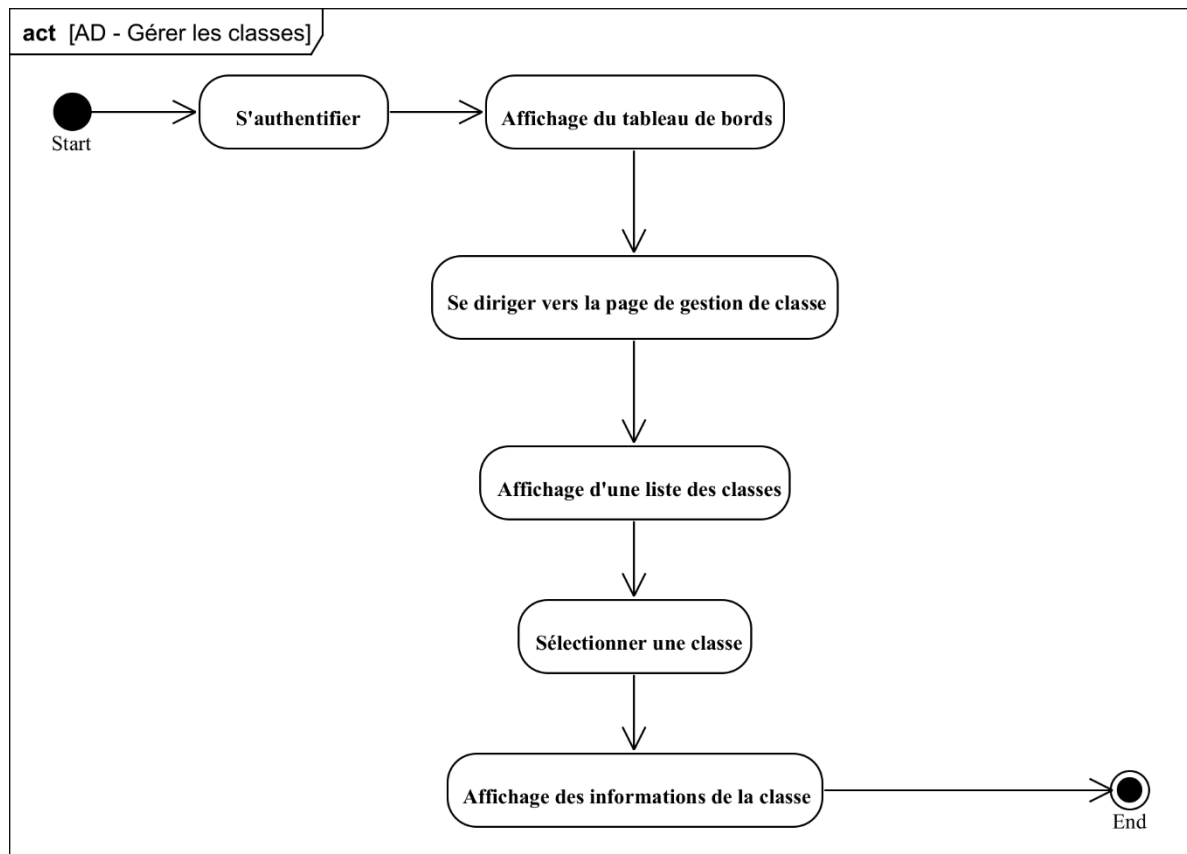 act [AD - Gérer les classes]
Start
S'authentifier
Affichage du tableau de bords
Se diriger vers la page de gestion de classe
Affichage d'une liste des classes
Sélectionner une classe
Affichage des informations de la classe
End